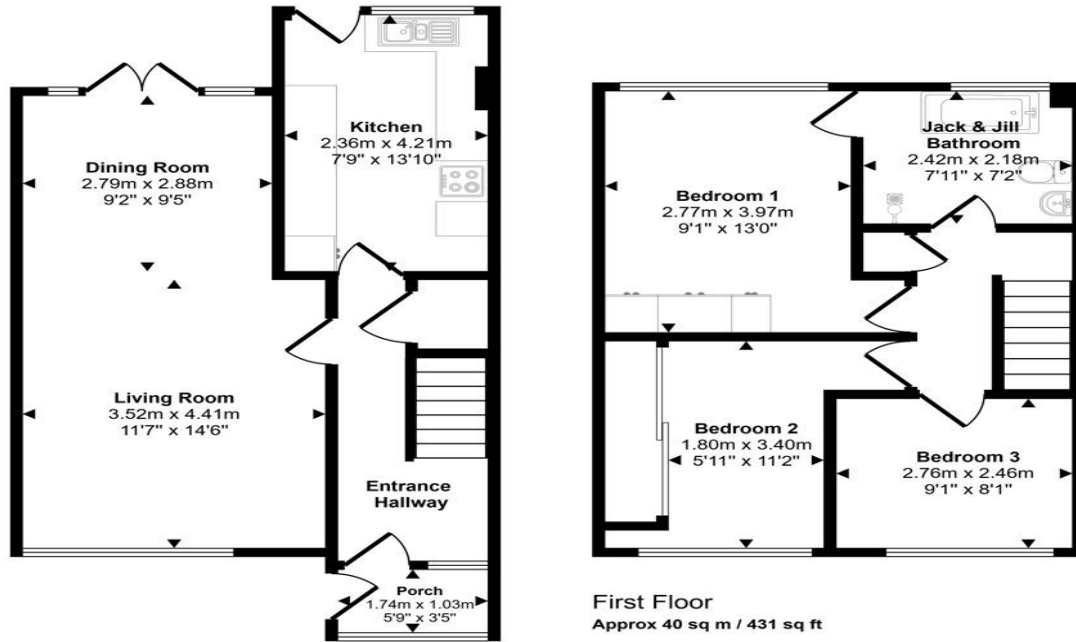 Kitchen
2.36m x 4.21m
7'9" x 13'10"
Dining Room
2.79m x 2.88m
9'2" x 9'5"
Living Room
3.52m x 4.41m
11'7" x 14'6"
Entrance
Hallway
Porch
1.74m x 1.03m
5'9" x 3'5"
Jack & Jill
Bathroom
2.42m x 2.18m
7'11" x 7'2"
Bedroom 1
2.77m x 3.97m
9'1" x 13'0"
Bedroom 2
1.80m x 3.40m
5'11" x 11'2"
Bedroom 3
2.76m x 2.46m
9'1" x 8'1"
First Floor
Approx 40 sq m / 431 sq ft